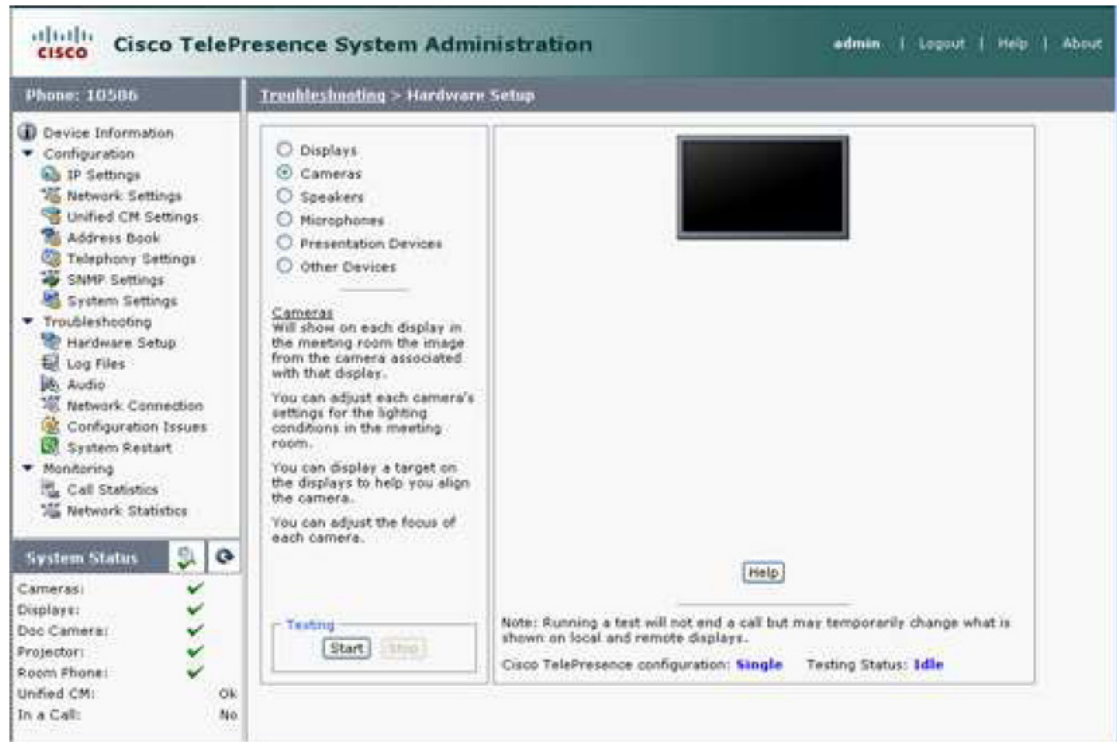 CISCO
Cisco TelePresence System Administration
admin | Logout | Help | About
Phone: 10586
Troubleshooting > Hardware Setup
Device Information
Configuration
IP Settings
Network Settings
Unified CM Settings
Address Book
Telephony Settings
SNMP Settings
System Settings
Troubleshooting
Hardware Setup
Log Files
Audio
Network Connection
Configuration Issues
System Restart
Monitoring
Call Statistics
Network Statistics
System Status
Cameras:
Displays:
Doc Camera:
Projector:
Room Phone:
Unified CM: Ok
In a Call: No
Displays
Cameras
Speakers
Microphones
Presentation Devices
Other Devices
Cameras
Will show on each display in
the meeting room the image
from the camera associated
with that display.
You can adjust each camera's
settings for the lighting
conditions in the meeting
room.
You can display a target on
the displays to help you align
the camera.
You can adjust the focus of
each camera.
Testing
Start Stop
Help
Note: Running a test will not end a call but may temporarily change what is
shown on local and remote displays.
Cisco TelePresence configuration: Single Testing Status: Idle